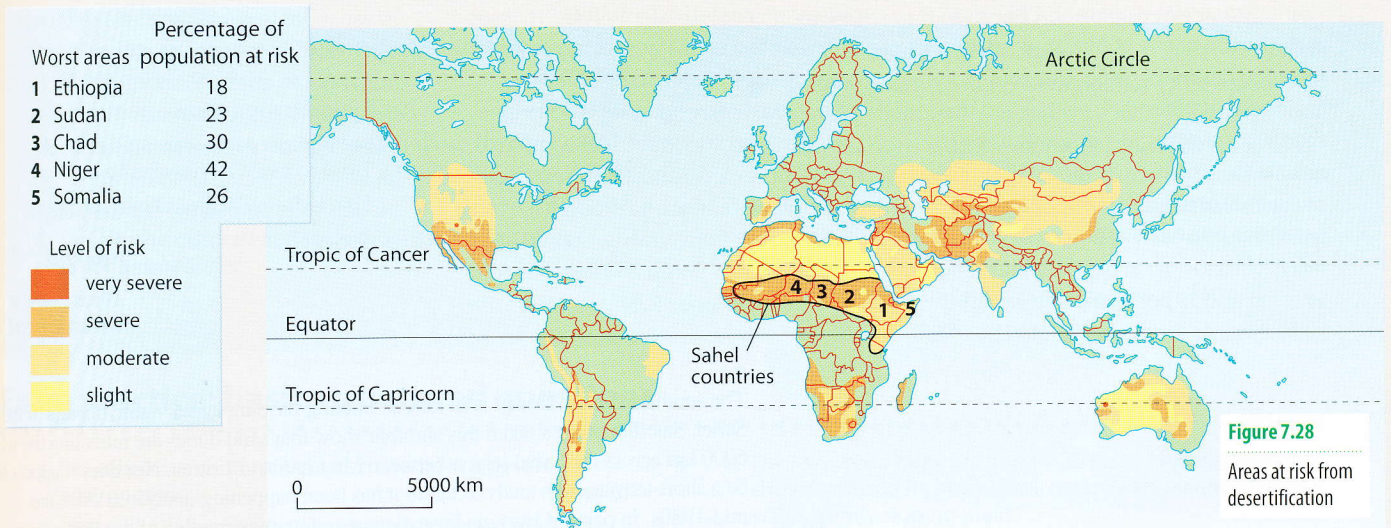 Percentage of
Worst areas population at risk
1 Ethiopia 18
2 Sudan 23
3 Chad 30
4 Niger 42
5 Somalia 26
Level of risk
very severe
severe
moderate
slight
Arctic Circle
Tropic of Cancer
Equator
Tropic of Capricorn
4 3 2 1 5
Sahel
countries
0 5000 km
Figure 7.28
Areas at risk from
desertification